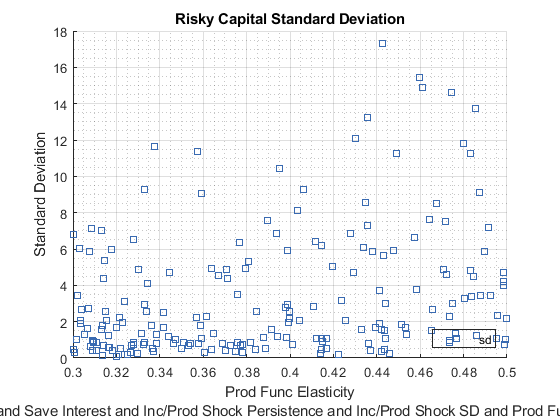 Risky Capital Standard Deviation
18
16
14
12
10
8
6
4
2
0
Standard Deviation
sd
0.3 0.32 0.34 0.36 0.38 0.4 0.42 0.44 0.46 0.48 0.5
Prod Func Elasticity
and Save Interest and Inc/Prod Shock Persistence and Inc/Prod Shock SD and Prod Fu